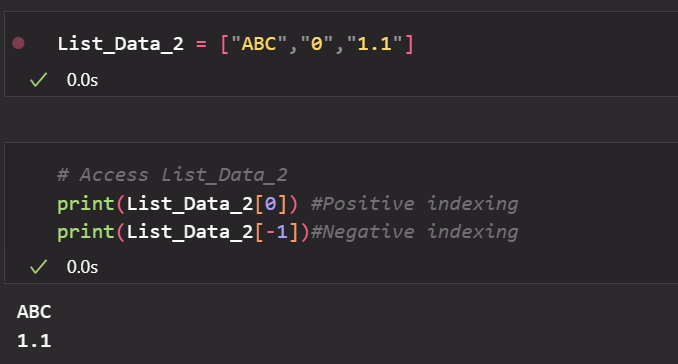 List_Data_2 = ["ABC","0","1.1"]
0.0s
# Access List_Data_2
print(List_Data_2[0]) #Positive indexing
print(List_Data_2[-1])#Negative indexing
0.0s
ABC
1.1